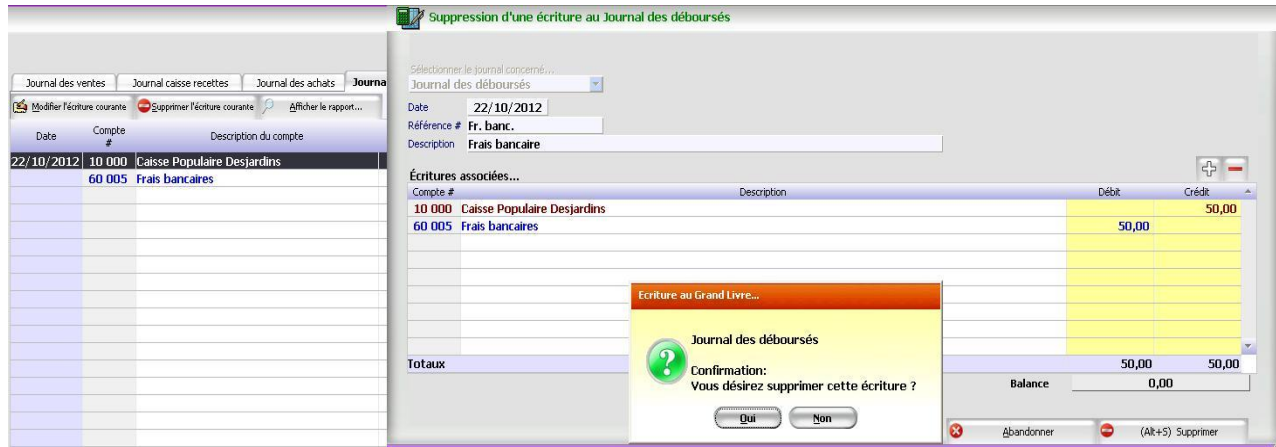 Suppression d'une écriture au Journal des déboursés
Journal des ventes
Journal caisse recettes
Journal des achats
Journa
Modifier l'écriture courante
Supprimer l'écriture courante
Afficher le rapport...
Date
Compte #
Description du compte
22/10/2012 10 000 Caisse Populaire Desjardins
60 005 Frais bancaires
Sélectionner le journal concerné...
Journal des déboursés
Date 22/10/2012
Référence # Fr. banc.
Description Frais bancaire
Écritures associées...
Compte # Description Débit Crédit
10 000 Caisse Populaire Desjardins 50,00
60 005 Frais bancaires 50,00
Ecriture au Grand Livre...
Journal des déboursés
Confirmation:
Vous désirez supprimer cette écriture ?
Oui Non
Totaux 50,00 50,00
Balance 0,00
Abandonner (Alt+S) Supprimer